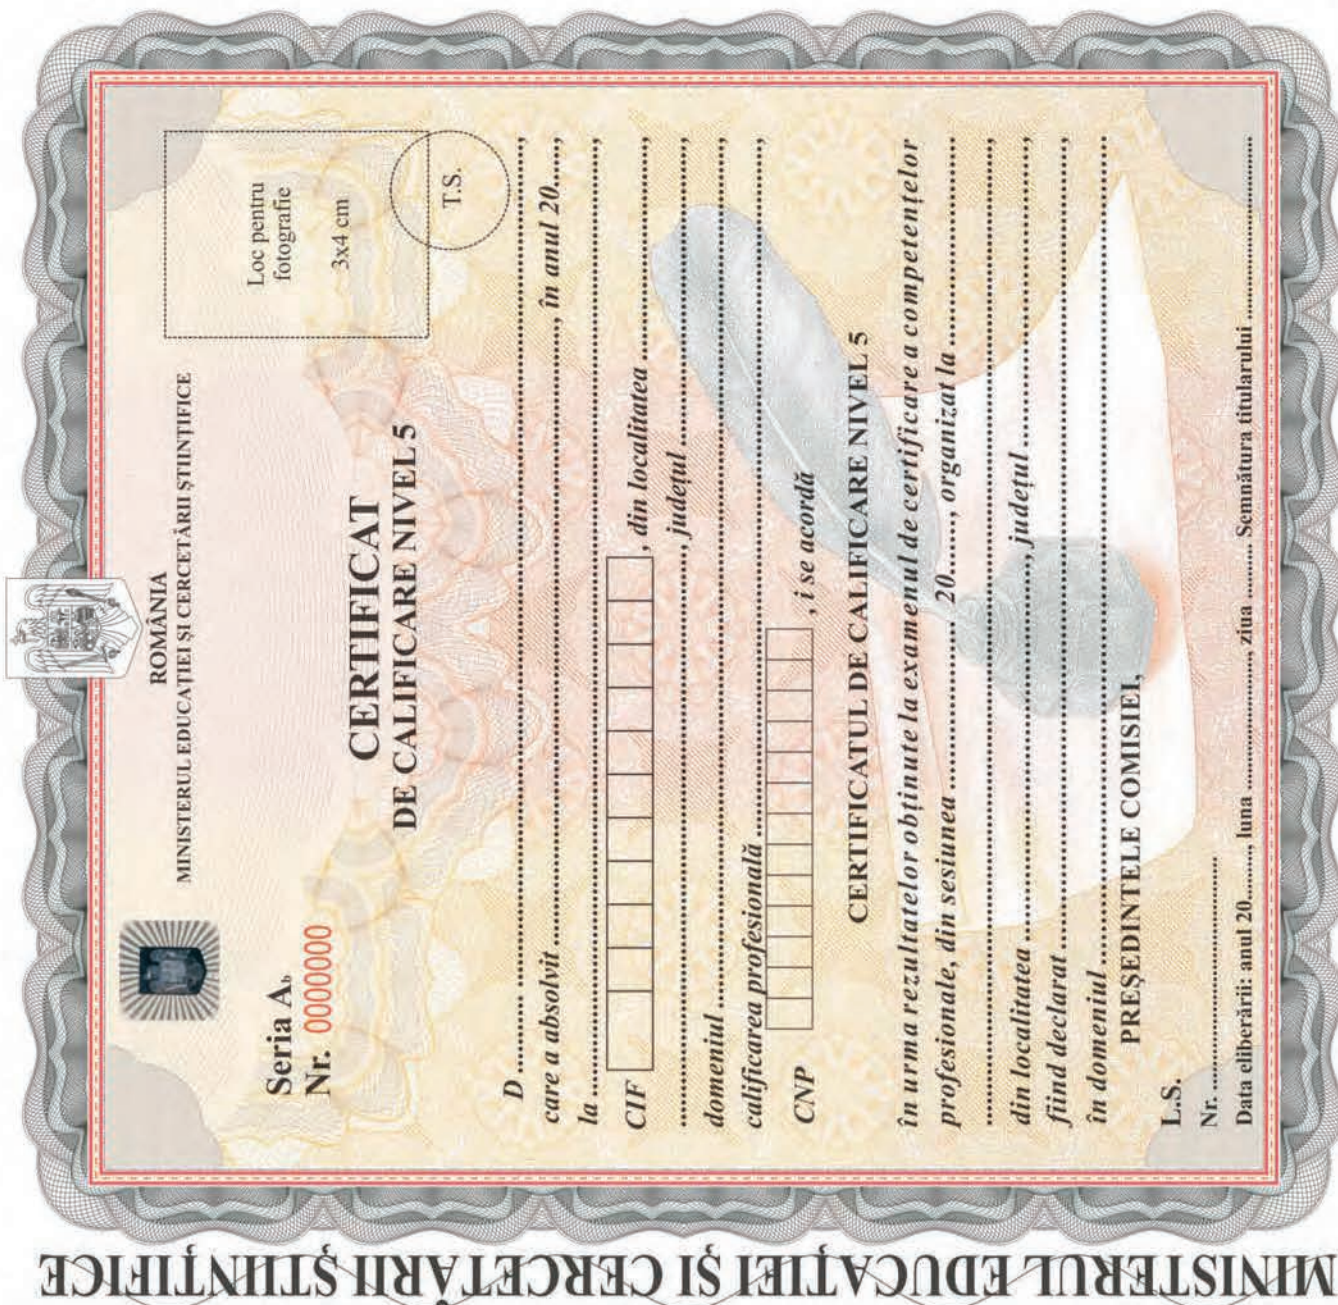 ROMÂNIA
MINISTERUL EDUCAȚIEI ȘI CERCETĂRII ȘTIINȚIFICE
Loc pentru
fotografie
3x4 cm
T.S.
Seria A.
Nr. 0000000
CERTIFICAT
DE CALIFICARE NIVEL 5
D........ ................................................................................,
care a absolvit ............................................, în anul 20......,
la ................................................................................,
CIF , din localitatea ....................,
........................................, județul ........................................,
domeniul ................................................................................
calificarea profesională ............................................................,
CNP , i se acordă
CERTIFICATUL DE CALIFICARE NIVEL 5
în urma rezultatelor obținute la examenul de certificare a competențelor
profesionale, din sesiunea ........................ 20......, organizat la ........................
................................................................................,
din localitatea ................................................, județul ........................,
fiind declarat ................................................................................,
în domeniul ................................................................................
PREȘEDINTELE COMISIEI,
L.S.
Nr. ........................................
Data eliberării: anul 20........, luna ........................, ziua ........ Semnătura titularului ....................
MINISTERUL EDUCAȚIEI ȘI CERCETĂRII ȘTIINȚIFICE